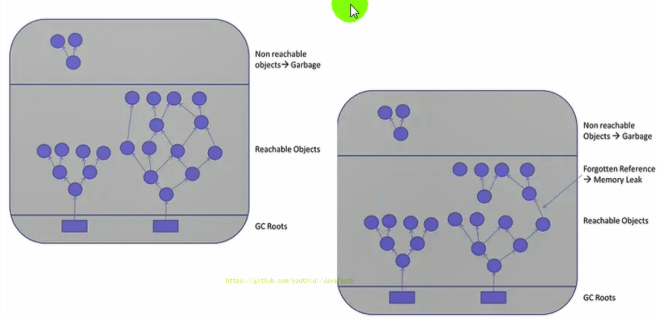 Non reachable
objects→ Garbage
Reachable Objects
GC Roots
Non reachable
Objects → Garbage
Forgotten Reference
→ Memory Leak
Reachable Objects
GC Roots